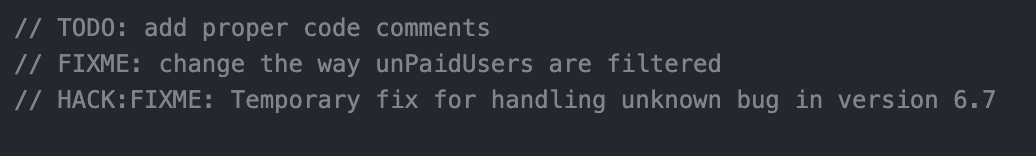 // TODO: add proper code comments
// FIXME: change the way unPaidUsers are filtered
// HACK:FIXME: Temporary fix for handling unknown bug in version 6.7